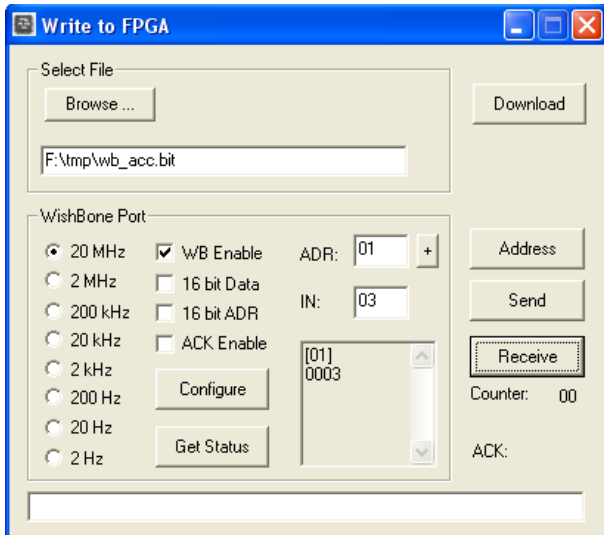 Write to FPGA
Select File
Browse ...
Download
F:\tmp\wb_acc.bit
WishBone Port
20 MHz
2 MHz
200 kHz
20 kHz
2 kHz
200 Hz
20 Hz
2 Hz
WB Enable
16 bit Data
16 bit ADR
ACK Enable
Configure
Get Status
ADR: 01 +
IN: 03
[01]
0003
Address
Send
Receive
Counter: 00
ACK: